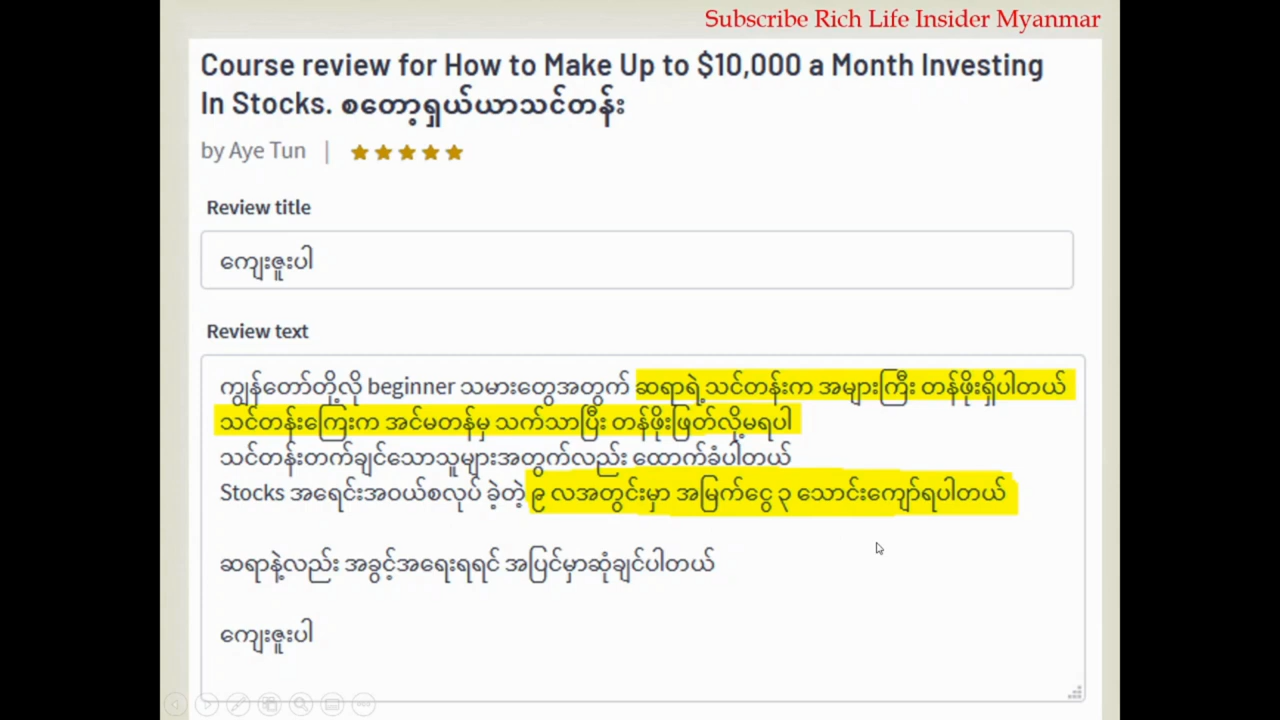 Subscribe Rich Life Insider Myanmar
Course review for How to Make Up to $10,000 a Month Investing
In Stocks. စတော့ရှယ်ယာသင်တန်း
by Aye Tun |
Review title
ကျေးဇူးပါ
Review text
ကျွန်တော်တို့လို beginner သမားတွေအတွက် ဆရာရဲ့သင်တန်းက အများကြီး တန်ဖိုးရှိပါတယ်
သင်တန်းကြေးက အင်မတန်မှ သက်သာပြီး တန်ဖိုးဖြတ်လို့မရပါ
သင်တန်းတက်ချင်သောသူများအတွက်လည်း ထောက်ခံပါတယ်
Stocks အရေင်းအဝယ်စလုပ် ခဲ့တဲ့ ၉ လအတွင်းမှာ အမြက်ငွေ ၃ သောင်းကျော်ရပါတယ်
ဆရာနဲ့လည်း အခွင့်အရေးရရင် အပြင်မှာဆုံချင်ပါတယ်
ကျေးဇူးပါ